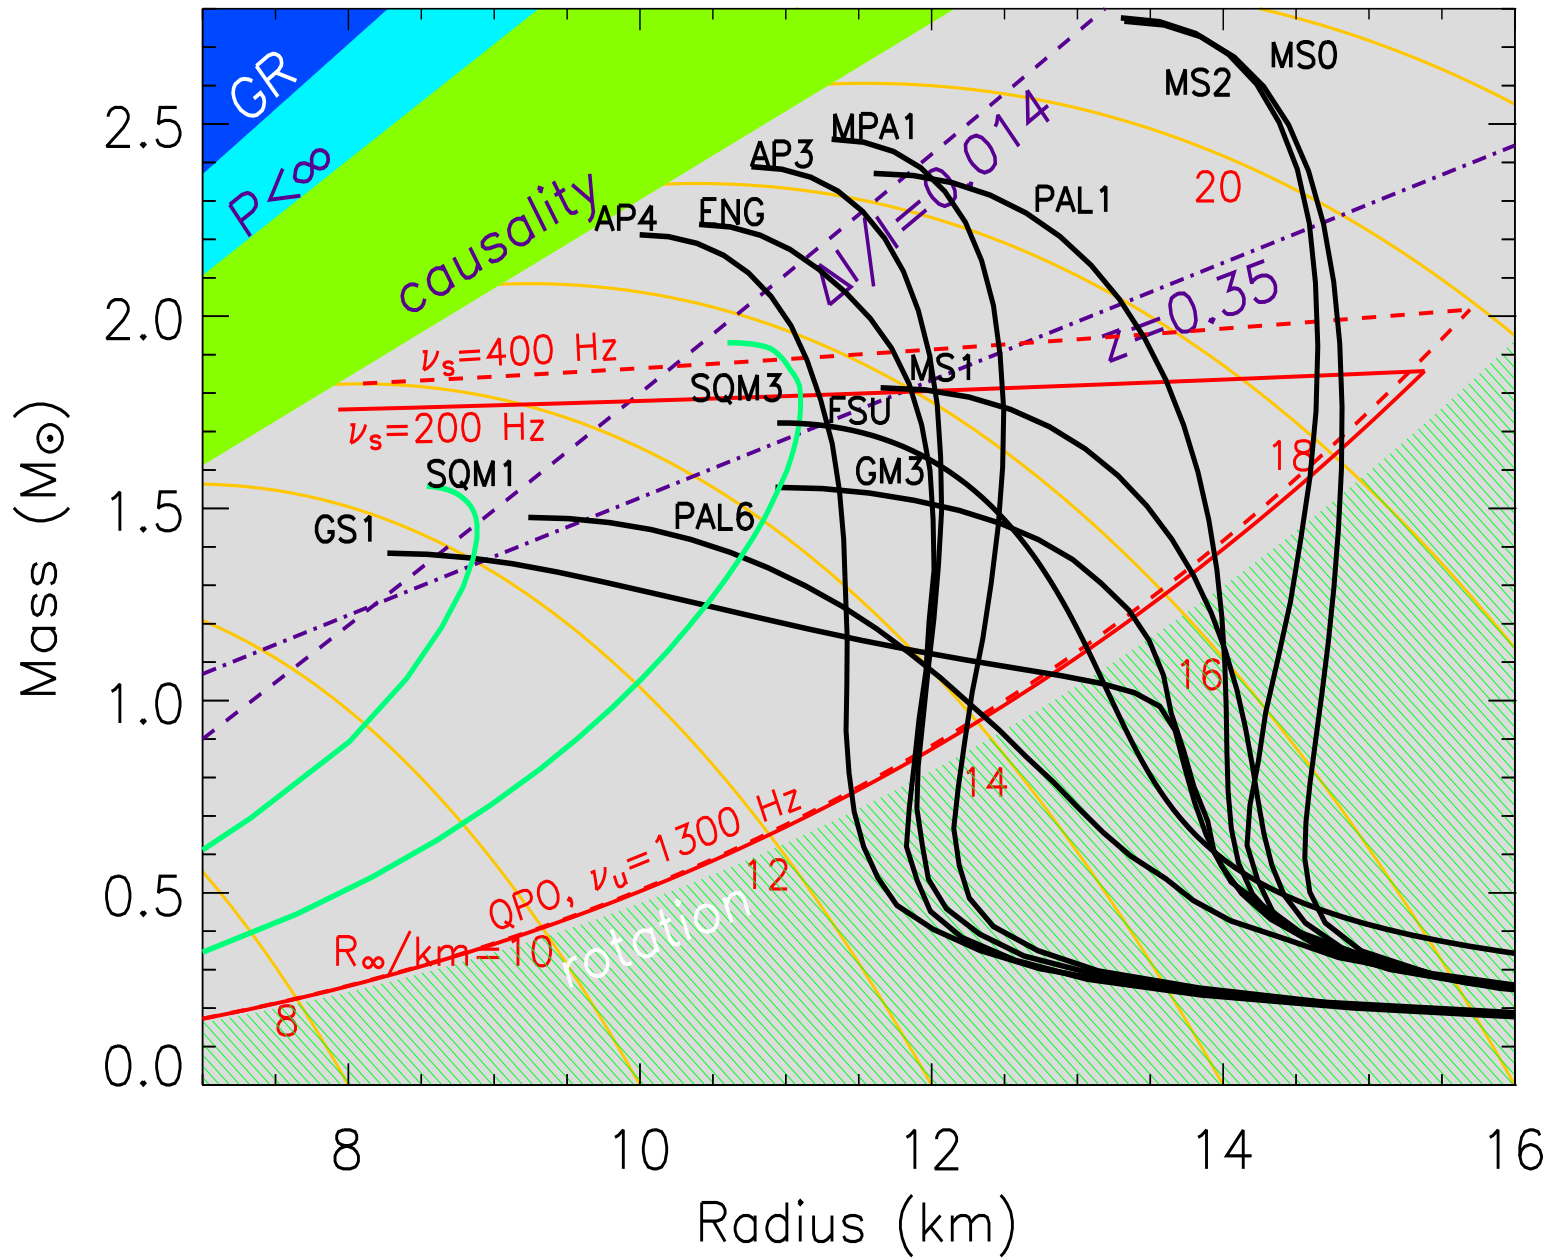 GR
P<∞
causality
ΔI/I=0.014
z=0.35
MS0
MS2
MPA1
AP3
PAL1
ENG
AP4
20
νs=400 Hz
νs=200 Hz
MS1
SQM3
FSU
GM3
18
SQM1
GS1
PAL6
16
14
12
QPO, νu=1300 Hz
rotation
R∞/km=10
8
2.5
2.0
1.5
1.0
0.5
0.0
Mass (M⊙)
8
10
12
14
16
Radius (km)